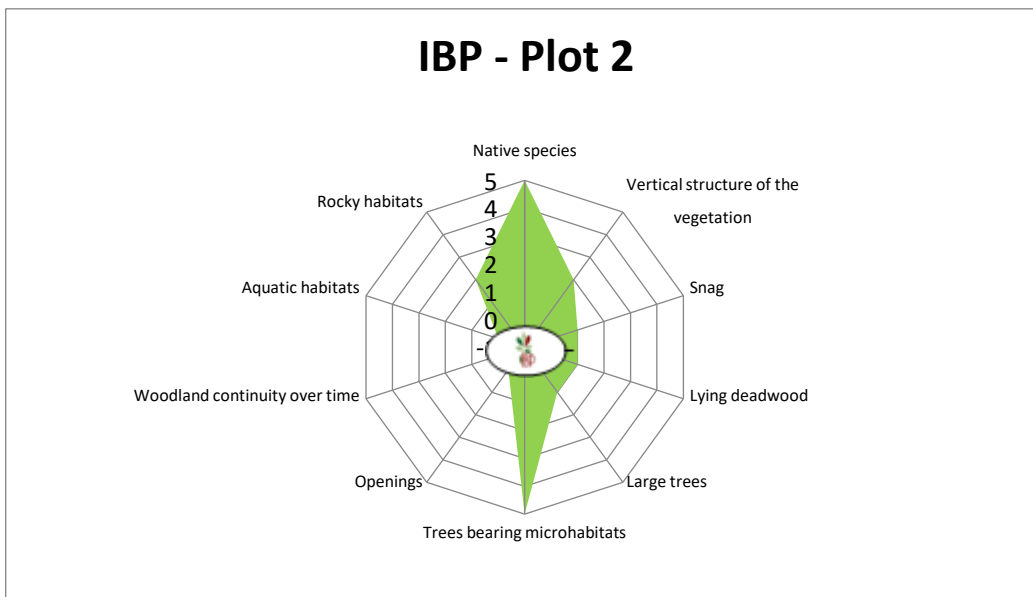 IBP - Plot 2
Native species
Vertical structure of the
vegetation
Snag
Lying deadwood
Large trees
Trees bearing microhabitats
Openings
Woodland continuity over time
Aquatic habitats
Rocky habitats
5
4
3
2
1
0